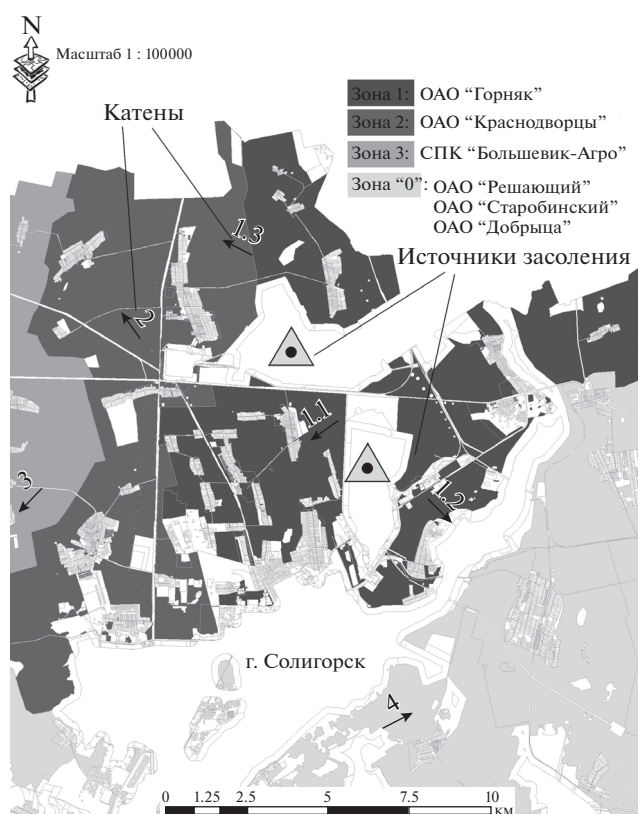 N
Масштаб 1 : 100000
Зона 1: ОАО “Горняк”
Зона 2: ОАО “Краснодворцы”
Зона 3: СПК “Большевик-Агро”
Зона “0”: ОАО “Решающий”
ОАО “Старобинский”
ОАО “Добрыца”
Катены
Источники засоления
1.3
2
1.1
3
1.2
г. Солигорск
4
0 1.25 2.5 5 7.5 10
КМ